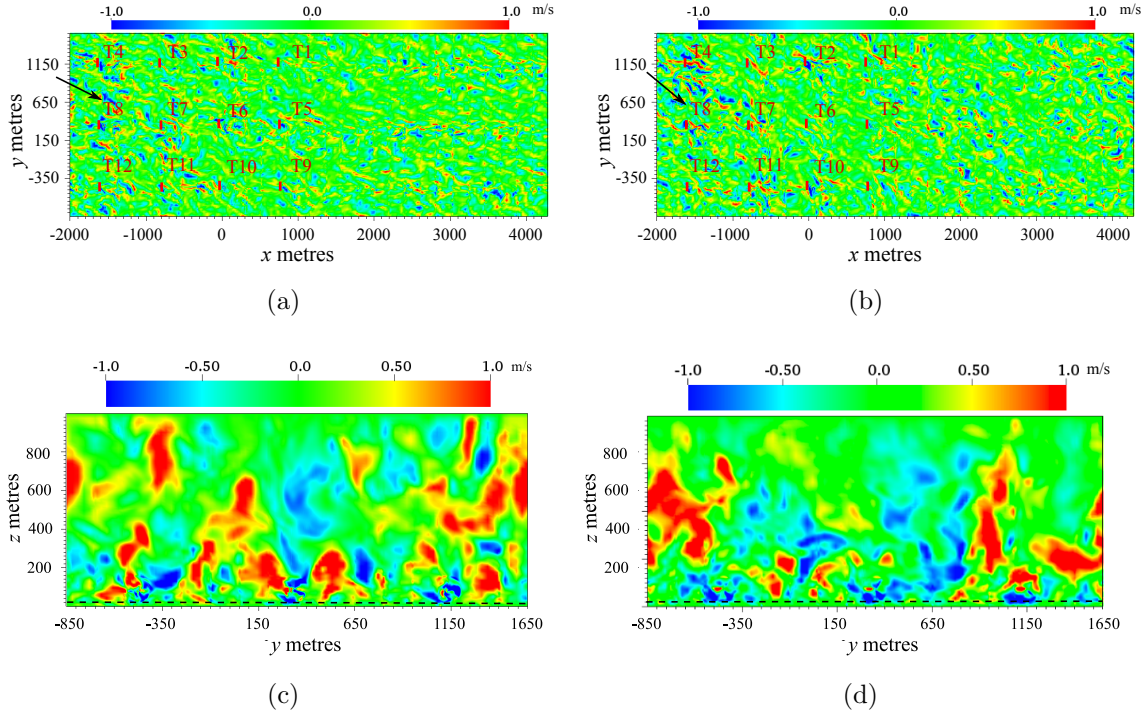 -1.0 0.0 1.0 m/s
T4 T3 T2 T1
T8 T7 T6 T5
T12 T11 T10 T9
1150
650
150
-350
y metres
-2000 -1000 0 1000 2000 3000 4000
x metres
(a)
-1.0 0.0 1.0 m/s
T4 T3 T2 T1
T8 T7 T6 T5
T12 T11 T10 T9
1150
650
150
-350
y metres
-2000 -1000 0 1000 2000 3000 4000
x metres
(b)
-1.0 -0.50 0.0 0.50 1.0 m/s
800
600
400
200
z metres
-850 -350 150 650 1150 1650
y metres
(c)
-1.0 -0.50 0.0 0.50 1.0 m/s
800
600
400
200
z metres
-850 -350 150 650 1150 1650
y metres
(d)